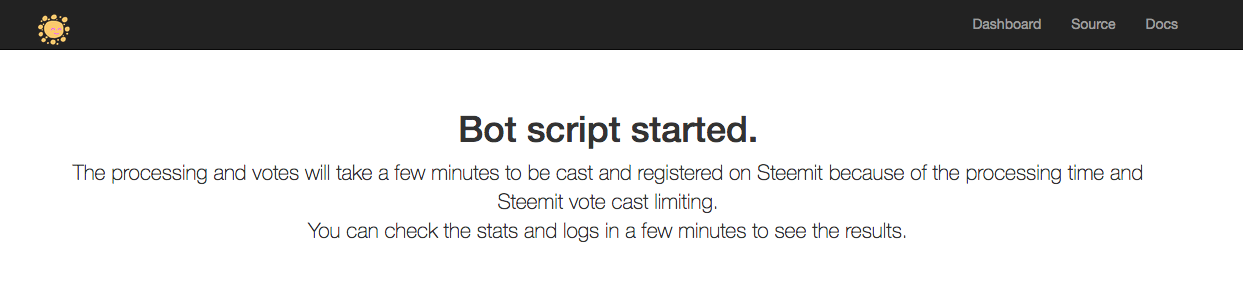 Dashboard Source Docs
Bot script started.
The processing and votes will take a few minutes to be cast and registered on Steemit because of the processing time and
Steemit vote cast limiting.
You can check the stats and logs in a few minutes to see the results.